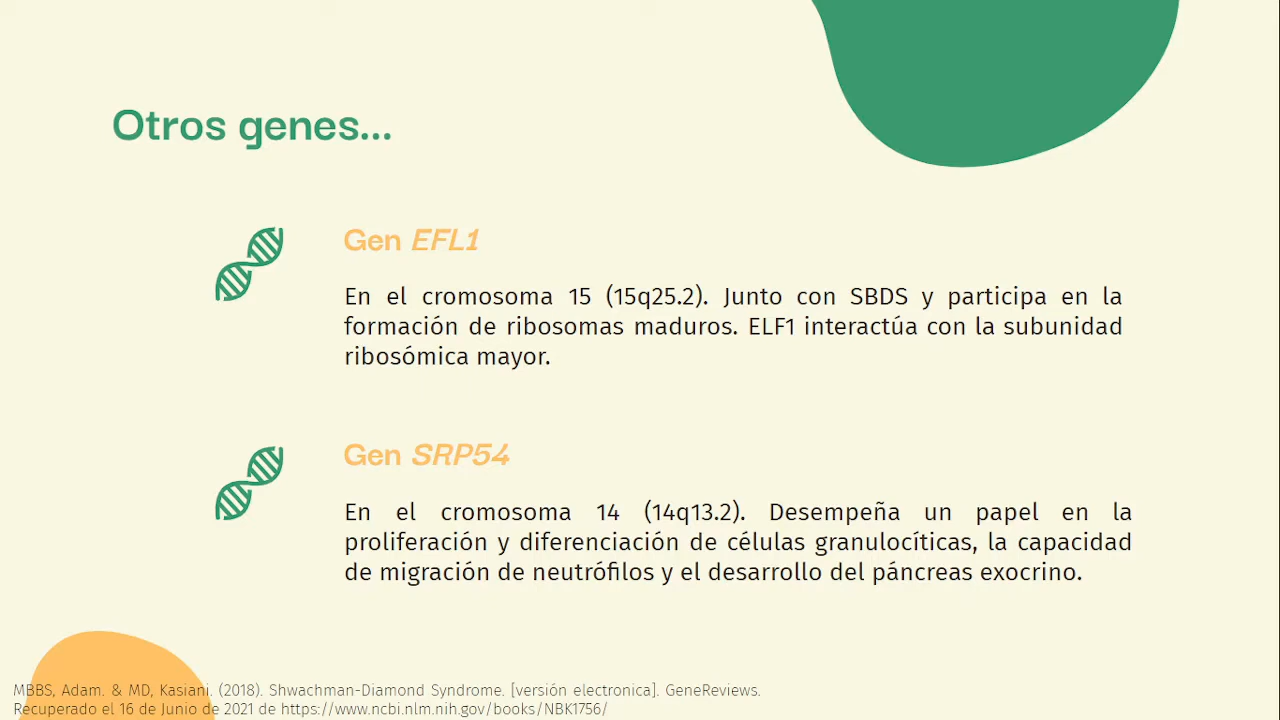 Otros genes...
Gen EFL1
En el cromosoma 15 (15q25.2). Junto con SBDS y participa en la
formación de ribosomas maduros. ELF1 interactúa con la subunidad
ribosómica mayor.
Gen SRP54
En el cromosoma 14 (14q13.2). Desempeña un papel en la
proliferación y diferenciación de células granulocíticas, la capacidad
de migración de neutrófilos y el desarrollo del páncreas exocrino.
MBBS, Adam. & MD, Kasiani. (2018). Shwachman-Diamond Syndrome. [versión electronica]. GeneReviews.
Recuperado el 16 de Junio de 2021 de https://www.ncbi.nlm.nih.gov/books/NBK1756/